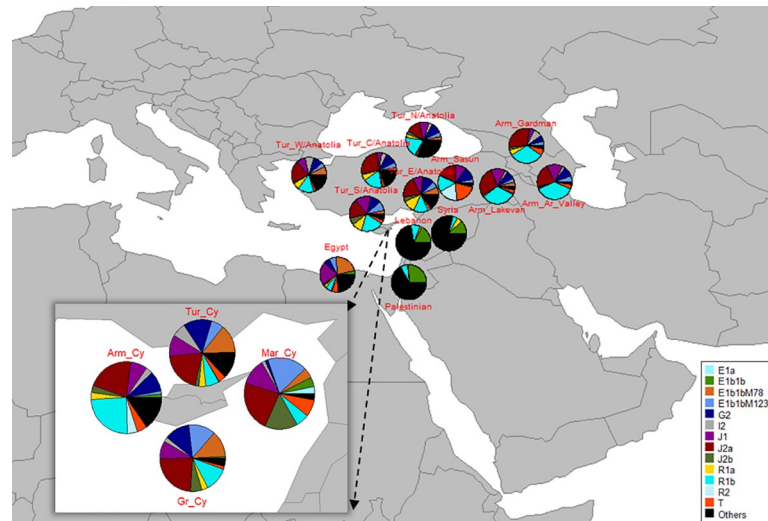 Tur_N/Anatolia
Arm_Gardman
Tur_W/Anatolia
Tur_C/Anatolia
Arm_Sasun
Tur_E/Anatolia
Tur_S/Anatolia
Arm_Lakevan
Arm_Ar_Valley
Lebanon
Syria
Egypt
Palestinian
Tur_Cy
Arm_Cy
Mar_Cy
Gr_Cy
E1a
E1b1b
E1b1bM78
E1b1bM123
G2
I2
J1
J2a
J2b
R1a
R1b
R2
T
Others